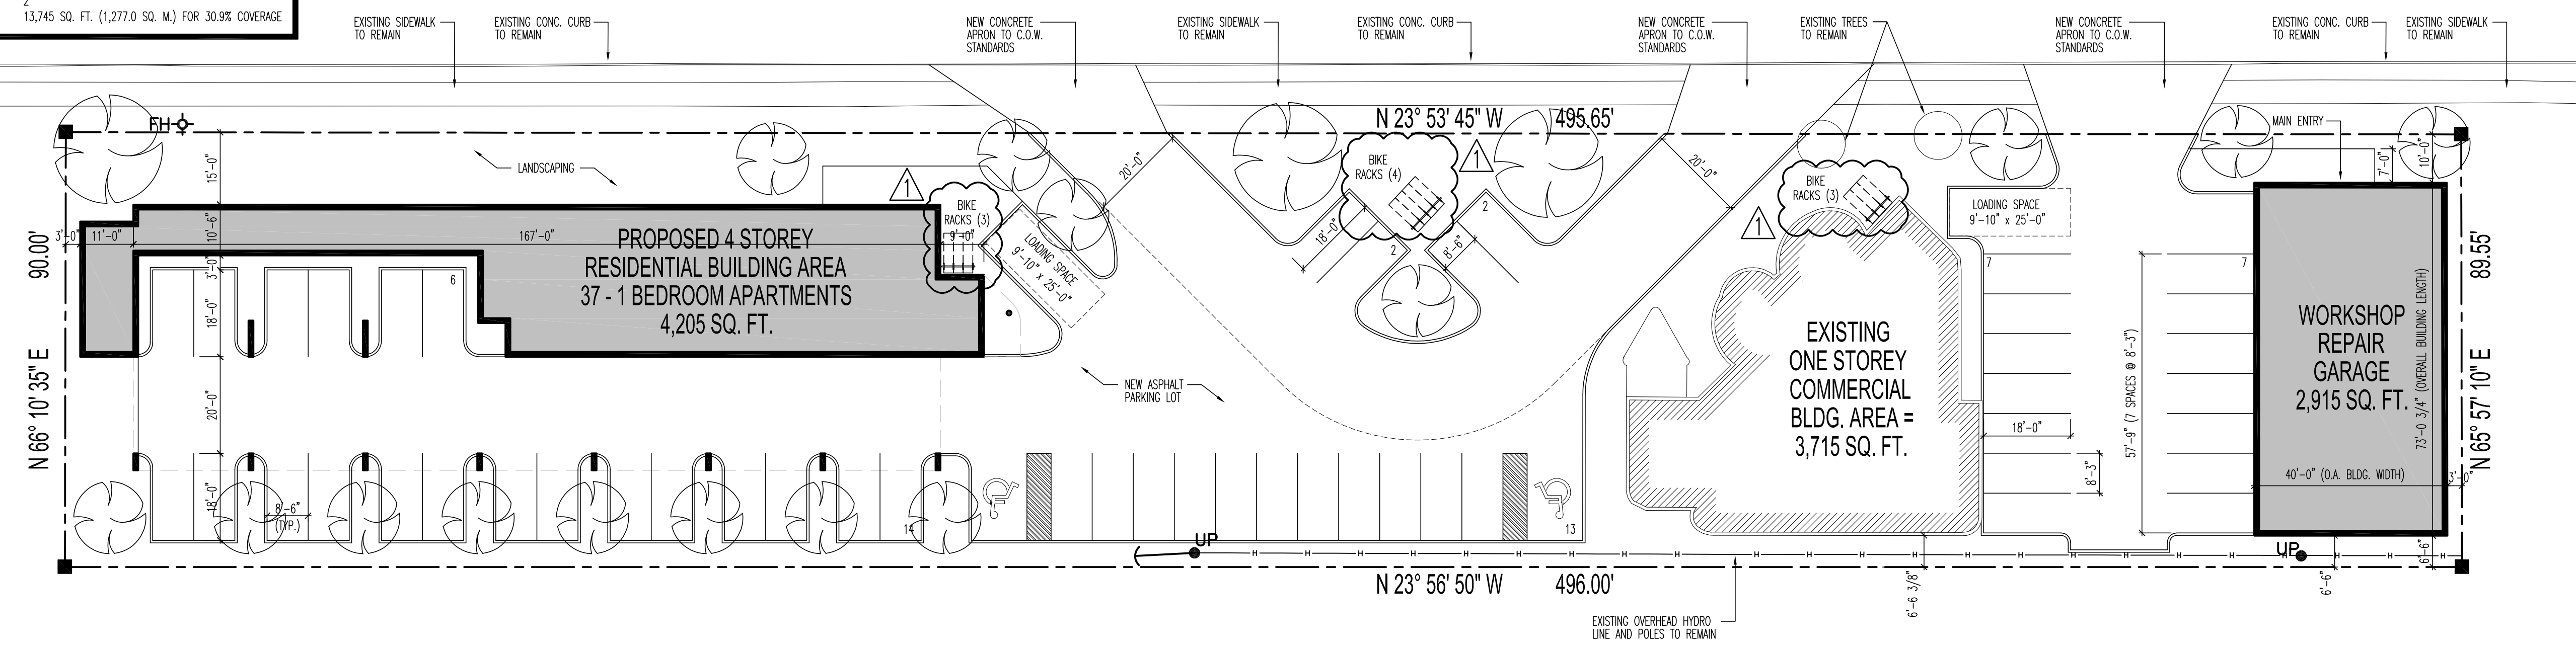 2
13,745 SQ. FT. (1,277.0 SQ. M.) FOR 30.9% COVERAGE
EXISTING SIDEWALK
TO REMAIN
EXISTING CONC. CURB
TO REMAIN
NEW CONCRETE
APRON TO C.O.W.
STANDARDS
EXISTING SIDEWALK
TO REMAIN
EXISTING CONC. CURB
TO REMAIN
NEW CONCRETE
APRON TO C.O.W.
STANDARDS
EXISTING TREES
NEW CONCRETE
APRON TO C.O.W.
STANDARDS
EXISTING CONC. CURB
TO REMAIN
EXISTING SIDEWALK
TO REMAIN
FH
N 23° 53' 45" W 495.65'
MAIN ENTRY
LANDSCAPING
15'-0"
20'-0"
20'-0"
7'-0"
10'-0"
1
BIKE
RACKS (3)
BIKE
RACKS (4)
1
BIKE
RACKS (3)
1
LOADING SPACE
9'-10" x 25'-0"
LOADING SPACE
9'-10" x 25'-0"
3'-0"
11'-0"
10'-6"
167'-0"
9'-0"
PROPOSED 4 STOREY
RESIDENTIAL BUILDING AREA
37 - 1 BEDROOM APARTMENTS
4,205 SQ. FT.
18'-0"
2
2
8'-6"
90.00'
N 66° 10' 35" E
3'-0"
18'-0"
6
20'-0"
18'-0"
8'-6"
(TYP.)
14
NEW ASPHALT
PARKING LOT
13
EXISTING
ONE STOREY
COMMERCIAL
BLDG. AREA =
3,715 SQ. FT.
7
7
57'-9" (7 SPACES @ 8'-3")
18'-0"
8'-3"
WORKSHOP
REPAIR
GARAGE
2,915 SQ. FT.
73'-0 3/4" (OVERALL BUILDING LENGTH)
40'-0" (O.A. BLDG. WIDTH)
3'-0"
89.55'
N 65° 57' 10" E
UP
H H H H H H H H H H H H H H H H H H H H H H H
UP
6'-6"
6'-6"
6'-6 3/8"
N 23° 56' 50" W 496.00'
EXISTING OVERHEAD HYDRO
LINE AND POLES TO REMAIN